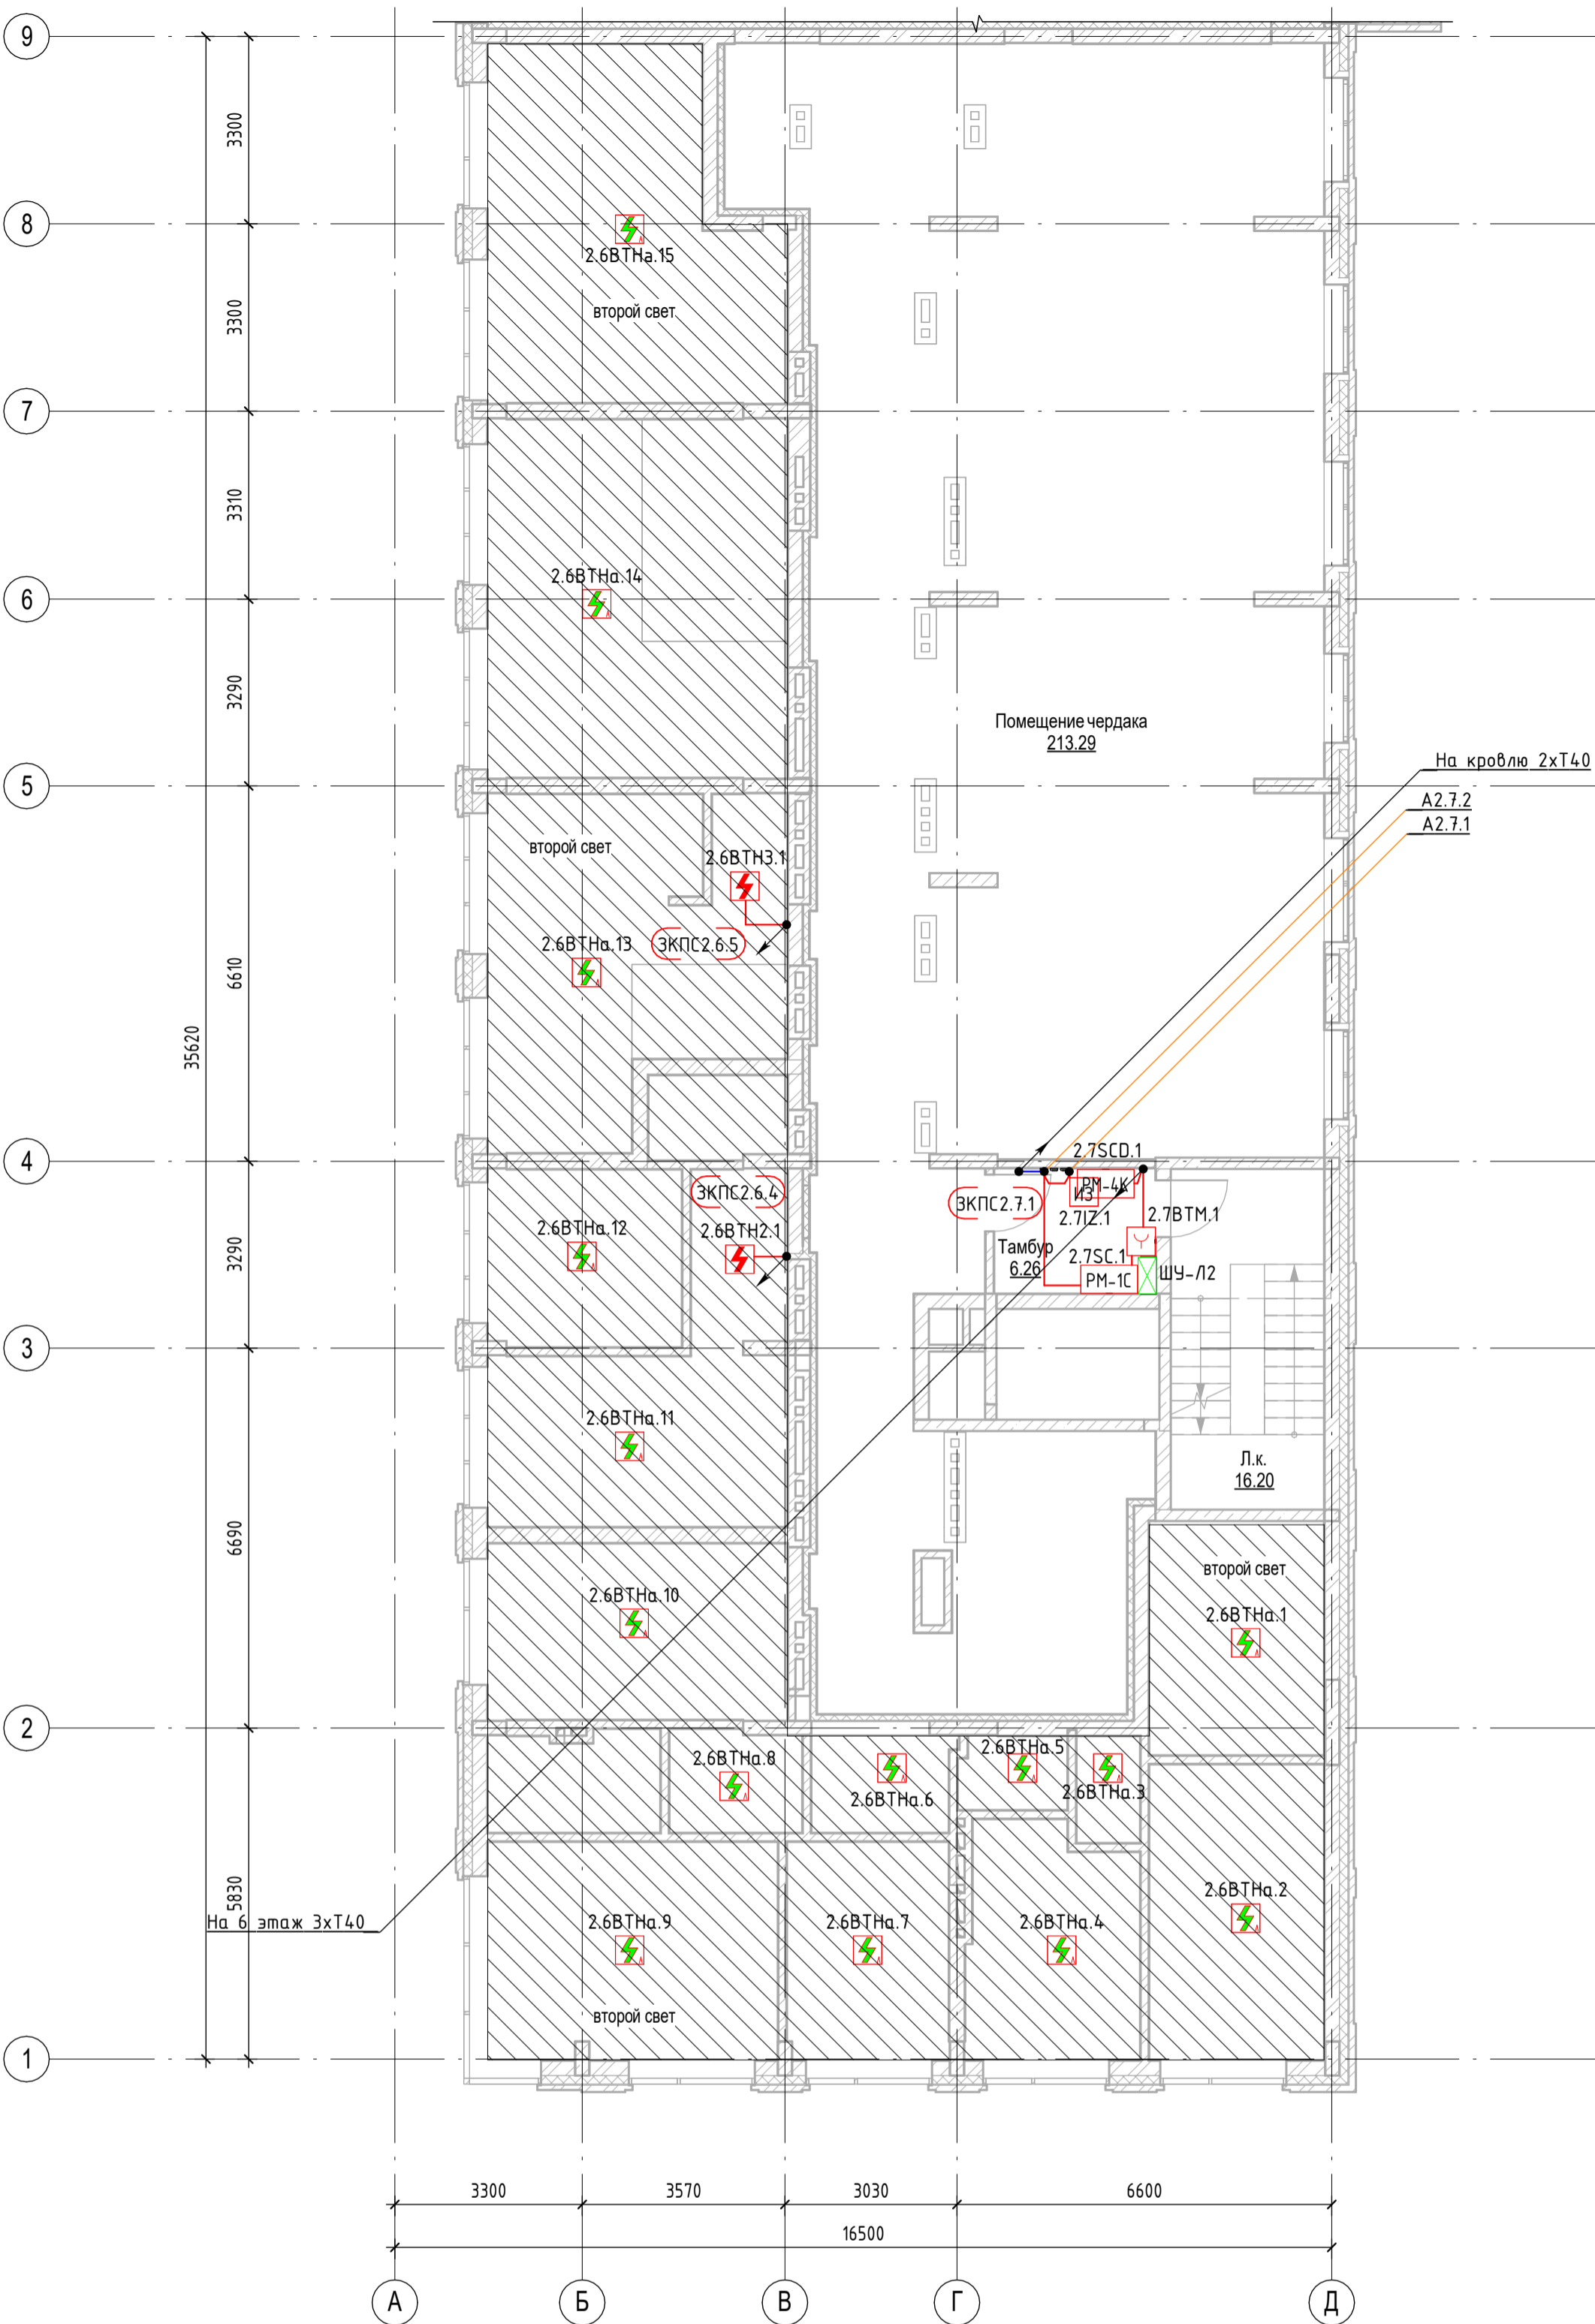 9
3300
8
2.6ВТНа.15
3300
второй свет
7
3310
2.6ВТНа.14
6
3290
Помещение чердака
213.29
На кровлю 2хТ40
5
А2.7.2
А2.7.1
второй свет
2.6ВТН3.1
2.6ВТНа.13
ЗКПС2.6.5
6610
35620
4
2.7SCD.1
РМ-4К
ИЗ
ЗКПС2.6.4
ЗКПС2.7.1
2.7IZ.1
2.7ВТМ.1
2.6ВТНа.12
2.6ВТН2.1
Тамбур
6.26
2.7SC.1
РМ-1С
ШУ-Л2
3290
3
2.6ВТНа.11
Л.к.
16.20
6690
второй свет
2.6ВТНа.10
2.6ВТНа.1
2
2.6ВТНа.8
2.6ВТНа.5
2.6ВТНа.6
2.6ВТНа.3
5830
На 6 этаж 3хТ40
2.6ВТНа.9
2.6ВТНа.7
2.6ВТНа.4
2.6ВТНа.2
второй свет
1
3300
3570
3030
6600
16500
А
Б
В
Г
Д